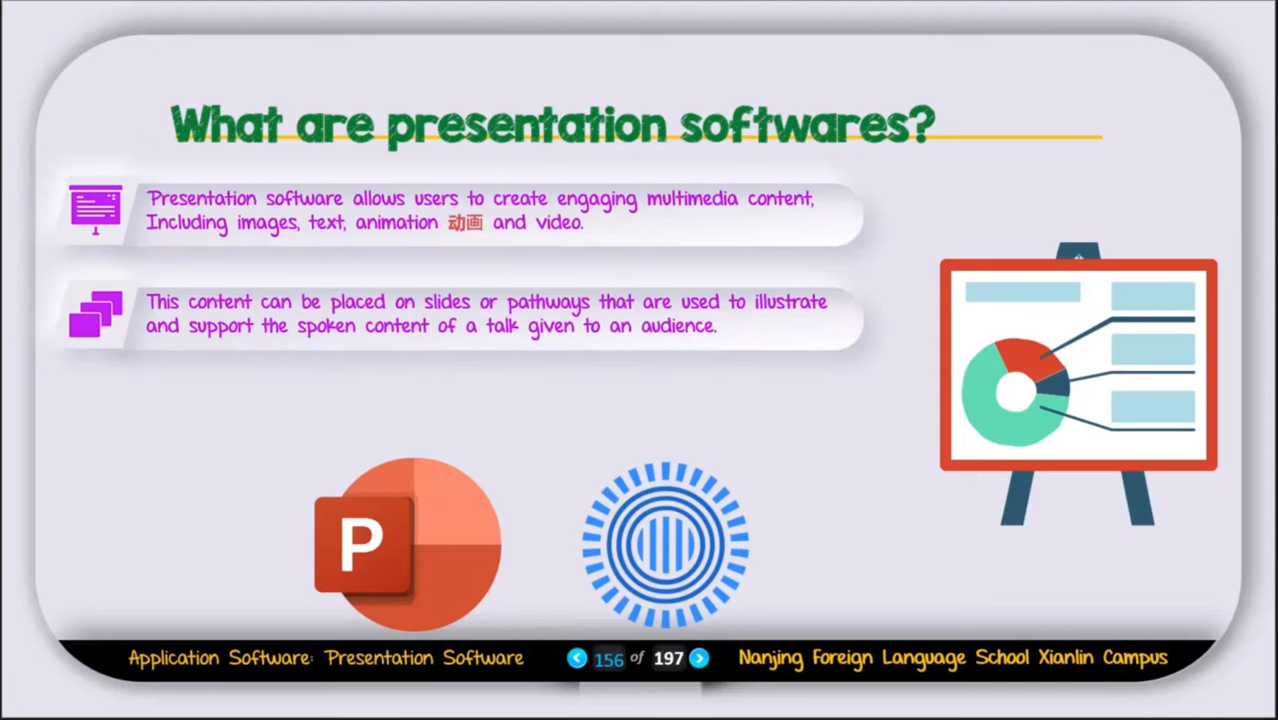 What are presentation softwares?
Presentation software allows users to create engaging multimedia content,
Including images, text, animation 动画 and video.
This content can be placed on slides or pathways that are used to illustrate
and support the spoken content of a talk given to an audience.
P
Application Software: Presentation Software
156 of 197
Nanjing Foreign Language School Xianlin Campus